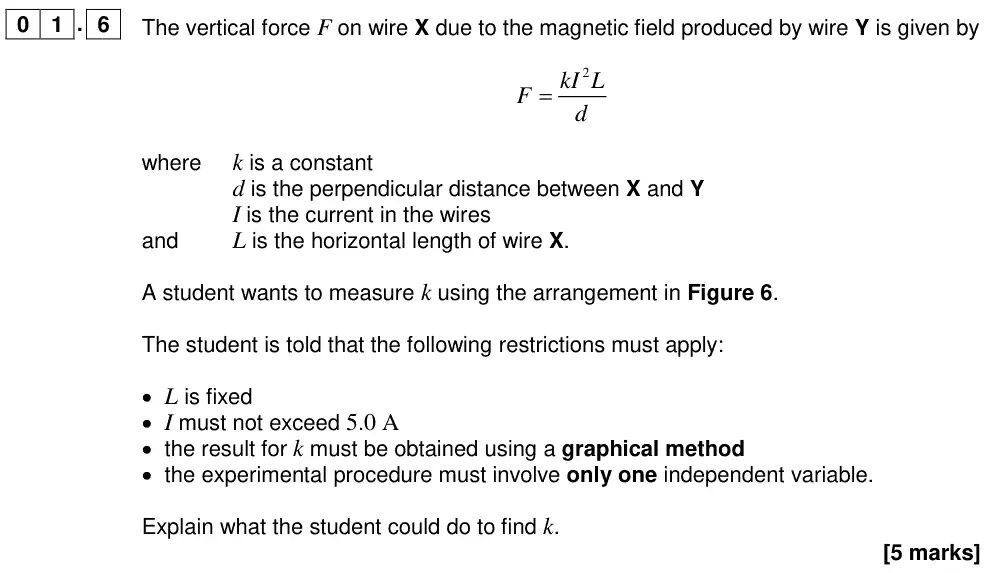 0 1 . 6 The vertical force F on wire X due to the magnetic field produced by wire Y is given by
F = kI²L / d
where k is a constant
d is the perpendicular distance between X and Y
I is the current in the wires
and L is the horizontal length of wire X.
A student wants to measure k using the arrangement in Figure 6.
The student is told that the following restrictions must apply:
• L is fixed
• I must not exceed 5.0 A
• the result for k must be obtained using a graphical method
• the experimental procedure must involve only one independent variable.
Explain what the student could do to find k.
[5 marks]